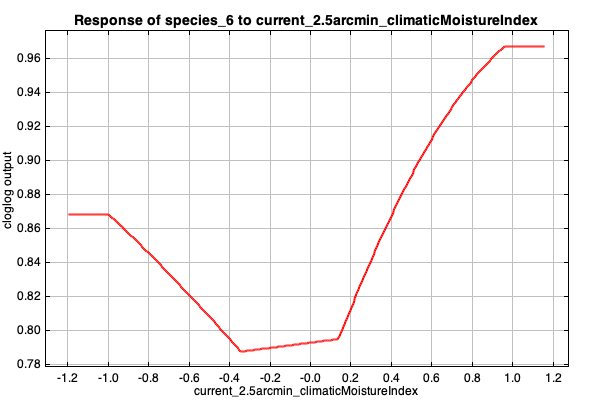 Response of species_6 to current_2.5arcmin_climaticMoistureIndex
cloglog output
0.96
0.94
0.92
0.90
0.88
0.86
0.84
0.82
0.80
0.78
-1.2 -1.0 -0.8 -0.6 -0.4 -0.2 -0.0 0.2 0.4 0.6 0.8 1.0 1.2
current_2.5arcmin_climaticMoistureIndex